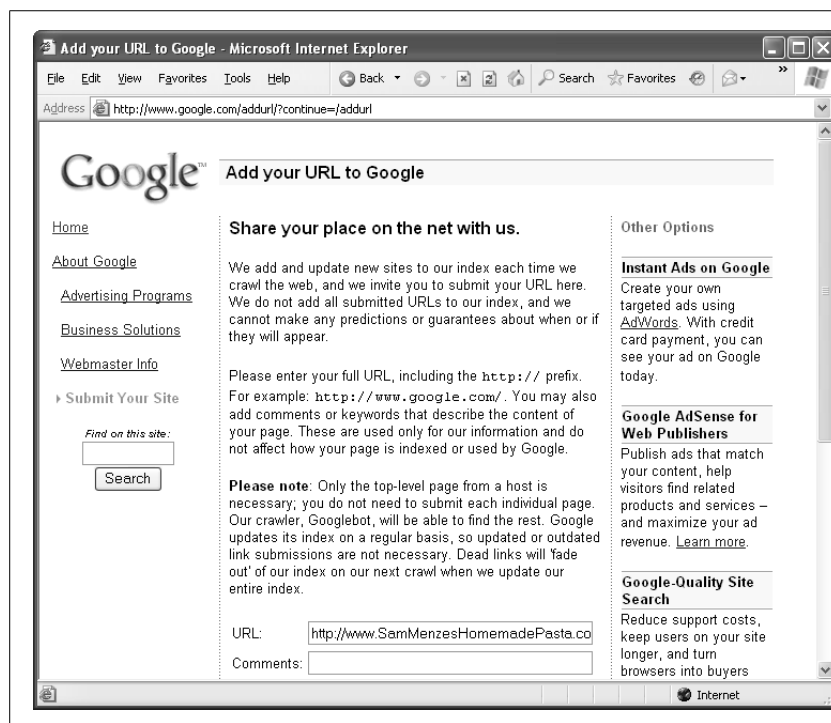 Add your URL to Google - Microsoft Internet Explorer
File Edit View Favorites Tools Help Back Search Favorites »
Address http://www.google.com/addurl/?continue=/addurl
Google™
Add your URL to Google
Home
About Google
Advertising Programs
Business Solutions
Webmaster Info
Submit Your Site
Find on this site:
Search
Share your place on the net with us.
We add and update new sites to our index each time we
crawl the web, and we invite you to submit your URL here.
We do not add all submitted URLs to our index, and we
cannot make any predictions or guarantees about when or if
they will appear.
Please enter your full URL, including the http:// prefix.
For example: http://www.google.com/. You may also
add comments or keywords that describe the content of
your page. These are used only for our information and do
not affect how your page is indexed or used by Google.
Please note: Only the top-level page from a host is
necessary; you do not need to submit each individual page.
Our crawler, Googlebot, will be able to find the rest. Google
updates its index on a regular basis, so updated or outdated
link submissions are not necessary. Dead links will 'fade
out' of our index on our next crawl when we update our
entire index.
URL: http://www.SamMenzesHomemadePasta.co
Comments:
Other Options
Instant Ads on Google
Create your own
targeted ads using
AdWords. With credit
card payment, you can
see your ad on Google
today.
Google AdSense for
Web Publishers
Publish ads that match
your content, help
visitors find related
products and services –
and maximize your ad
revenue. Learn more.
Google-Quality Site
Search
Reduce support costs,
keep users on your site
longer, and turn
browsers into buyers
Internet